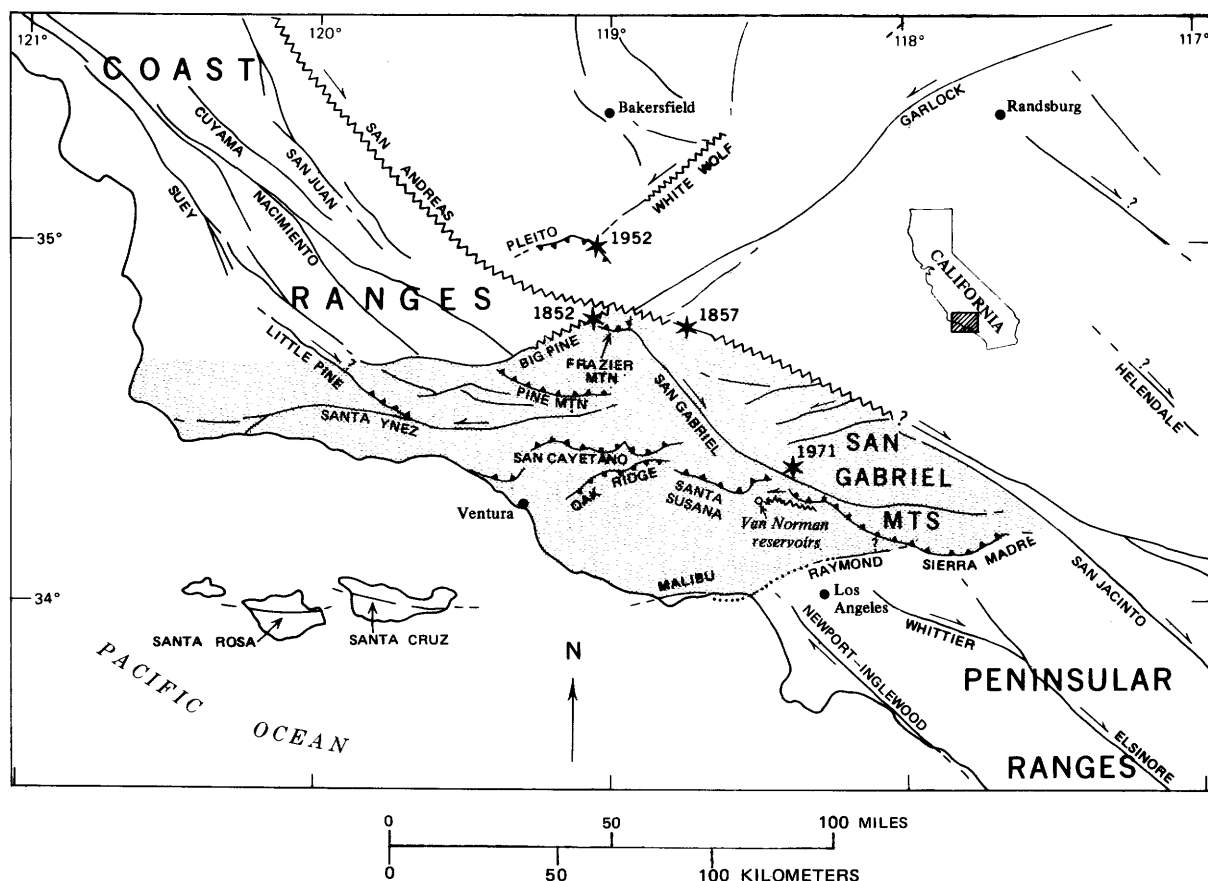 121°
120°
119°
118°
117°
COAST
Bakersfield
GARLOCK
Randsburg
CUYAMA
SAN JUAN
SAN ANDREAS
WHITE WOLF
SUEY
NACIMIENTO
PLEITO
1952
?
35°
CALIFORNIA
RANGES
1852
1857
BIG PINE
FRAZIER
MTN
LITTLE PINE
?
PINE MTN
SAN GABRIEL
?
HELENDALE
SANTA YNEZ
?
SAN
GABRIEL
MTS
1971
SAN CAYETANO
OAK RIDGE
SANTA
SUSANA
Ventura
Van Norman
reservoirs
?
RAYMOND
SIERRA MADRE
MALIBU
SAN JACINTO
34°
Los
Angeles
SANTA ROSA
SANTA CRUZ
WHITTIER
NEWPORT-INGLEWOOD
N
PENINSULAR
RANGES
ELSINORE
PACIFIC
OCEAN
0 50 100 MILES
0 50 100 KILOMETERS